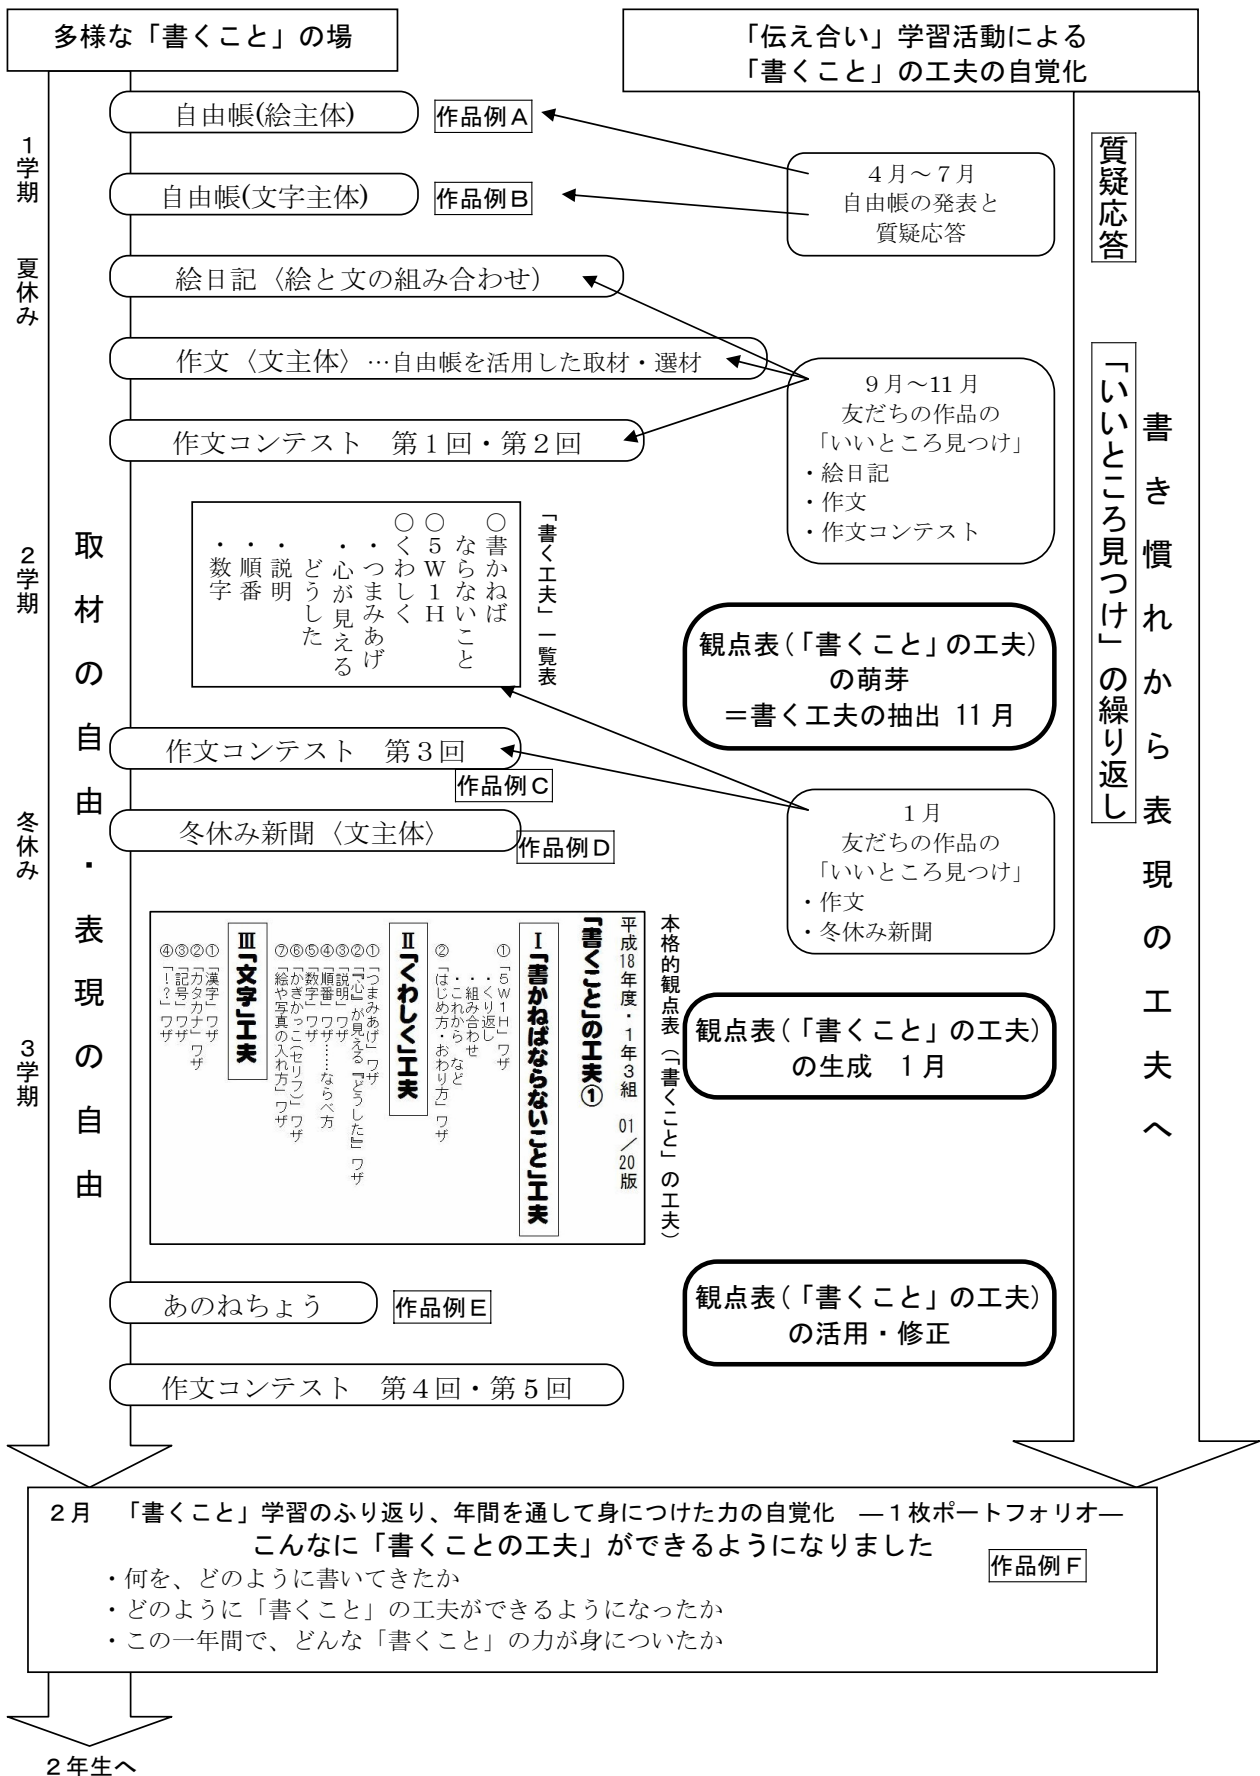 多様な「書くこと」の場
「伝え合い」学習活動による
「書くこと」の工夫の自覚化
1学期
夏休み
2学期
冬休み
3学期
取材の自由・表現の自由
自由帳(絵主体)
作品例A
自由帳(文字主体)
作品例B
4月～7月
自由帳の発表と
質疑応答
質疑応答
絵日記〈絵と文の組み合わせ〉
作文〈文主体〉…自由帳を活用した取材・選材
作文コンテスト　第1回・第2回
9月～11月
友だちの作品の
「いいところ見つけ」
・絵日記
・作文
・作文コンテスト
「いいところ見つけ」の繰り返し
書き慣れから表現の工夫へ
「書く工夫」一覧表
○書かねば
ならないこと
○5W1H
○くわしく
・つまみあげ
・心が見える
どうした
・説明
・順番
・数字
観点表(「書くこと」の工夫)
の萌芽
＝書く工夫の抽出 11月
作文コンテスト　第3回
作品例C
冬休み新聞〈文主体〉
作品例D
1月
友だちの作品の
「いいところ見つけ」
・作文
・冬休み新聞
本格的観点表(「書くこと」の工夫)
平成18年度・1年3組　01／20版
「書くこと」の工夫①
Ⅰ「書かねばならないこと」工夫
①「5W1H」ワザ
・くり返し
・組み合わせ
・これから　など
②「はじめ方・おわり方」ワザ
Ⅱ「くわしく」工夫
①「つまみあげ」ワザ
②「『心』が見える『どうした』」ワザ
③「説明」ワザ
④「順番」ワザ……ならべ方
⑤「数字」ワザ
⑥「かぎかっこ(セリフ)」ワザ
⑦「絵や写真の入れ方」ワザ
Ⅲ「文字」工夫
①「漢字」ワザ
②「カタカナ」ワザ
③「記号」ワザ
④「！？」ワザ
観点表(「書くこと」の工夫)
の生成　1月
あのねちょう
作品例E
観点表(「書くこと」の工夫)
の活用・修正
作文コンテスト　第4回・第5回
2月　「書くこと」学習のふり返り、年間を通して身につけた力の自覚化　―1枚ポートフォリオ―
こんなに「書くことの工夫」ができるようになりました
作品例F
・何を、どのように書いてきたか
・どのように「書くこと」の工夫ができるようになったか
・この一年間で、どんな「書くこと」の力が身についたか
2年生へ